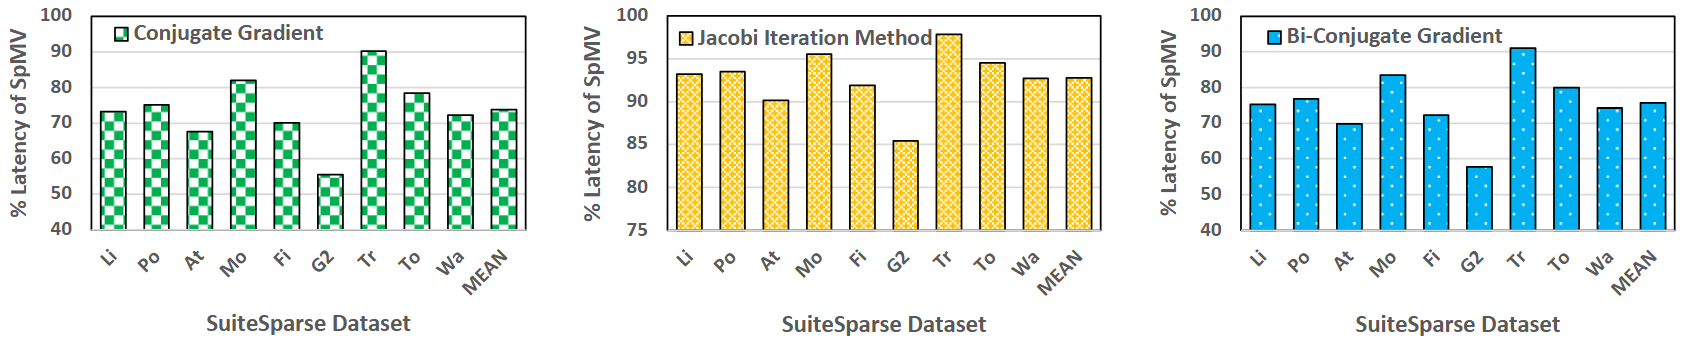 % Latency of SpMV
100
90
80
70
60
50
40
Conjugate Gradient
Li
Po
At
Mo
Fi
G2
Tr
To
Wa
MEAN
SuiteSparse Dataset
% Latency of SpMV
100
95
90
85
80
75
Jacobi Iteration Method
Li
Po
At
Mo
Fi
G2
Tr
To
Wa
MEAN
SuiteSparse Dataset
% Latency of SpMV
100
90
80
70
60
50
40
Bi-Conjugate Gradient
Li
Po
At
Mo
Fi
G2
Tr
To
Wa
MEAN
SuiteSparse Dataset